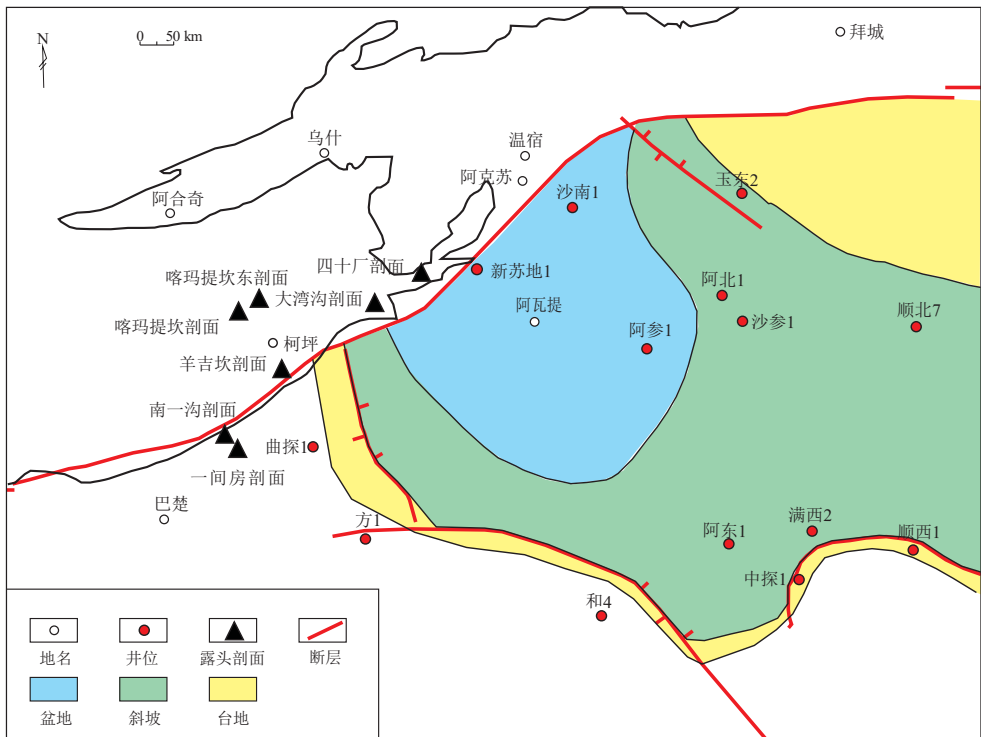 N
0 50 km
拜城
乌什
温宿
阿克苏
阿合奇
沙南1
玉东2
四十厂剖面
新苏地1
喀玛提坎东剖面
大湾沟剖面
阿瓦提
阿北1
沙参1
顺北7
喀玛提坎剖面
阿参1
柯坪
羊吉坎剖面
南一沟剖面
曲探1
一间房剖面
巴楚
方1
阿东1
满西2
顺西1
中探1
和4
地名 井位 露头剖面 断层
盆地 斜坡 台地